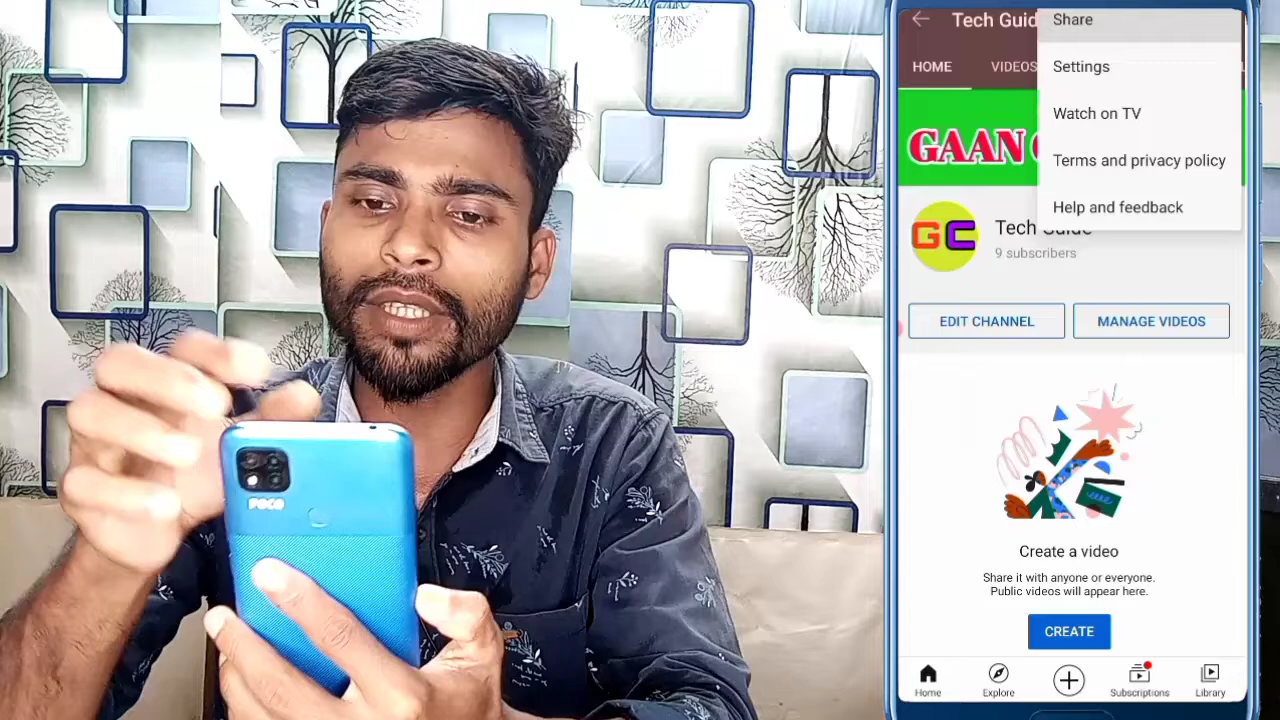 POCO
Tech Guid
Share
HOME
VIDEOS
Settings
Watch on TV
GAAN
Terms and privacy policy
Help and feedback
GC
Tech Guide
9 subscribers
EDIT CHANNEL
MANAGE VIDEOS
Create a video
Share it with anyone or everyone.
Public videos will appear here.
CREATE
Home
Explore
Subscriptions
Library